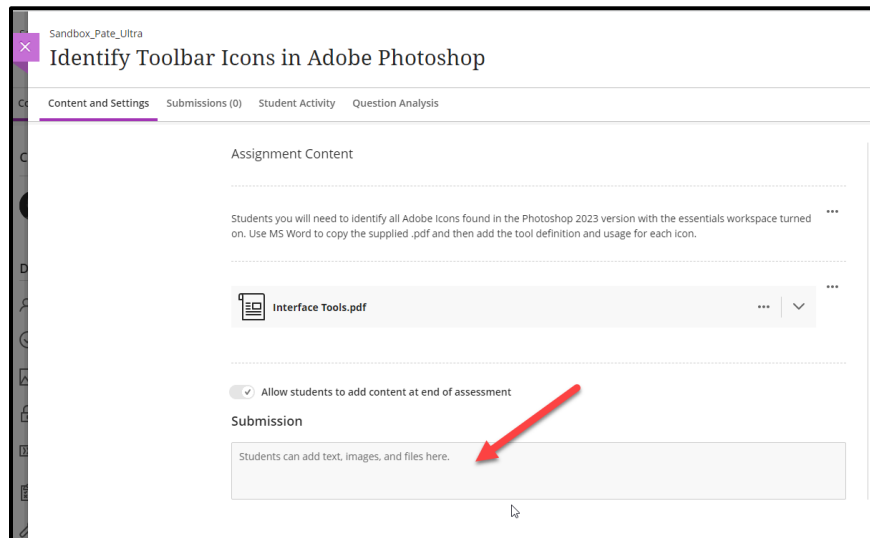 Sandbox_Pate_Ultra
Identify Toolbar Icons in Adobe Photoshop
Content and Settings Submissions (0) Student Activity Question Analysis
Assignment Content
Students you will need to identify all Adobe Icons found in the Photoshop 2023 version with the essentials workspace turned
on. Use MS Word to copy the supplied .pdf and then add the tool definition and usage for each icon.
Interface Tools.pdf
Allow students to add content at end of assessment
Submission
Students can add text, images, and files here.